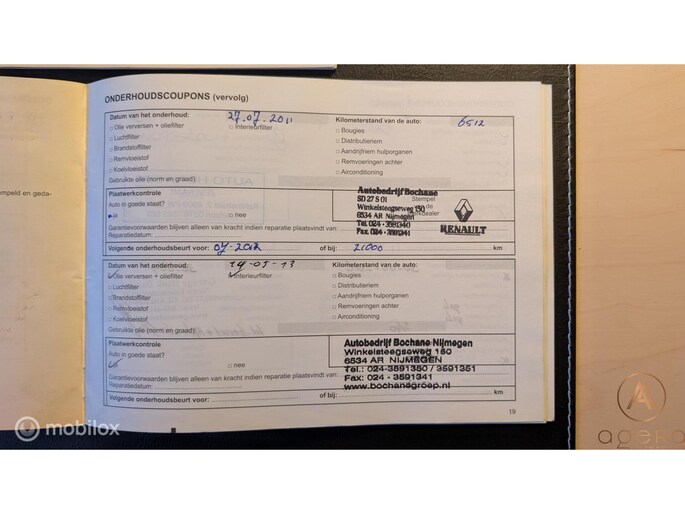 ONDERHOUDSCOUPONS (vervolg)
Datum van het onderhoud: 27.07.2011 Kilometerstand van de auto: 6512
□ Olie verversen + oliefilter □ Interieurfilter □ Bougies
□ Luchtfilter □ Distributieriem
□ Brandstoffilter □ Aandrijfriem hulporganen
□ Remvloeistof □ Remvoeringen achter
□ Koelvloeistof □ Airconditioning
Gebruikte olie (norm en graad):
Plaatwerkcontrole
Auto in goede staat?
ja □ nee
Garantievoorwaarden blijven alleen van kracht indien reparatie plaatsvindt van:
Reparatiedatum:
Autobedrijf Bochane
SD 27 S 01 Stempel
Winkelsteegseweg 150 de
6534 AR Nijmegen dealer
Tel. 024 - 3591340
Fax. 024 - 3591341
RENAULT
Volgende onderhoudsbeurt voor: 07-2012 of bij: 21000 km
Datum van het onderhoud: 14-05-13 Kilometerstand van de auto:
Olie verversen + oliefilter Interieurfilter □ Bougies
□ Luchtfilter □ Distributieriem
□ Brandstoffilter □ Aandrijfriem hulporganen
□ Remvloeistof □ Remvoeringen achter
□ Koelvloeistof □ Airconditioning
Gebruikte olie (norm en graad):
Plaatwerkcontrole
Auto in goede staat?
□ nee
Garantievoorwaarden blijven alleen van kracht indien reparatie plaatsvindt van:
Reparatiedatum:
Autobedrijf Bochane Nijmegen
Winkelsteegseweg 150
6534 AR NIJMEGEN
Tel.: 024-3591350 / 3591351
Fax: 024 - 3591341
www.bochanegroep.nl
Volgende onderhoudsbeurt voor: of bij: km
19
mobilox